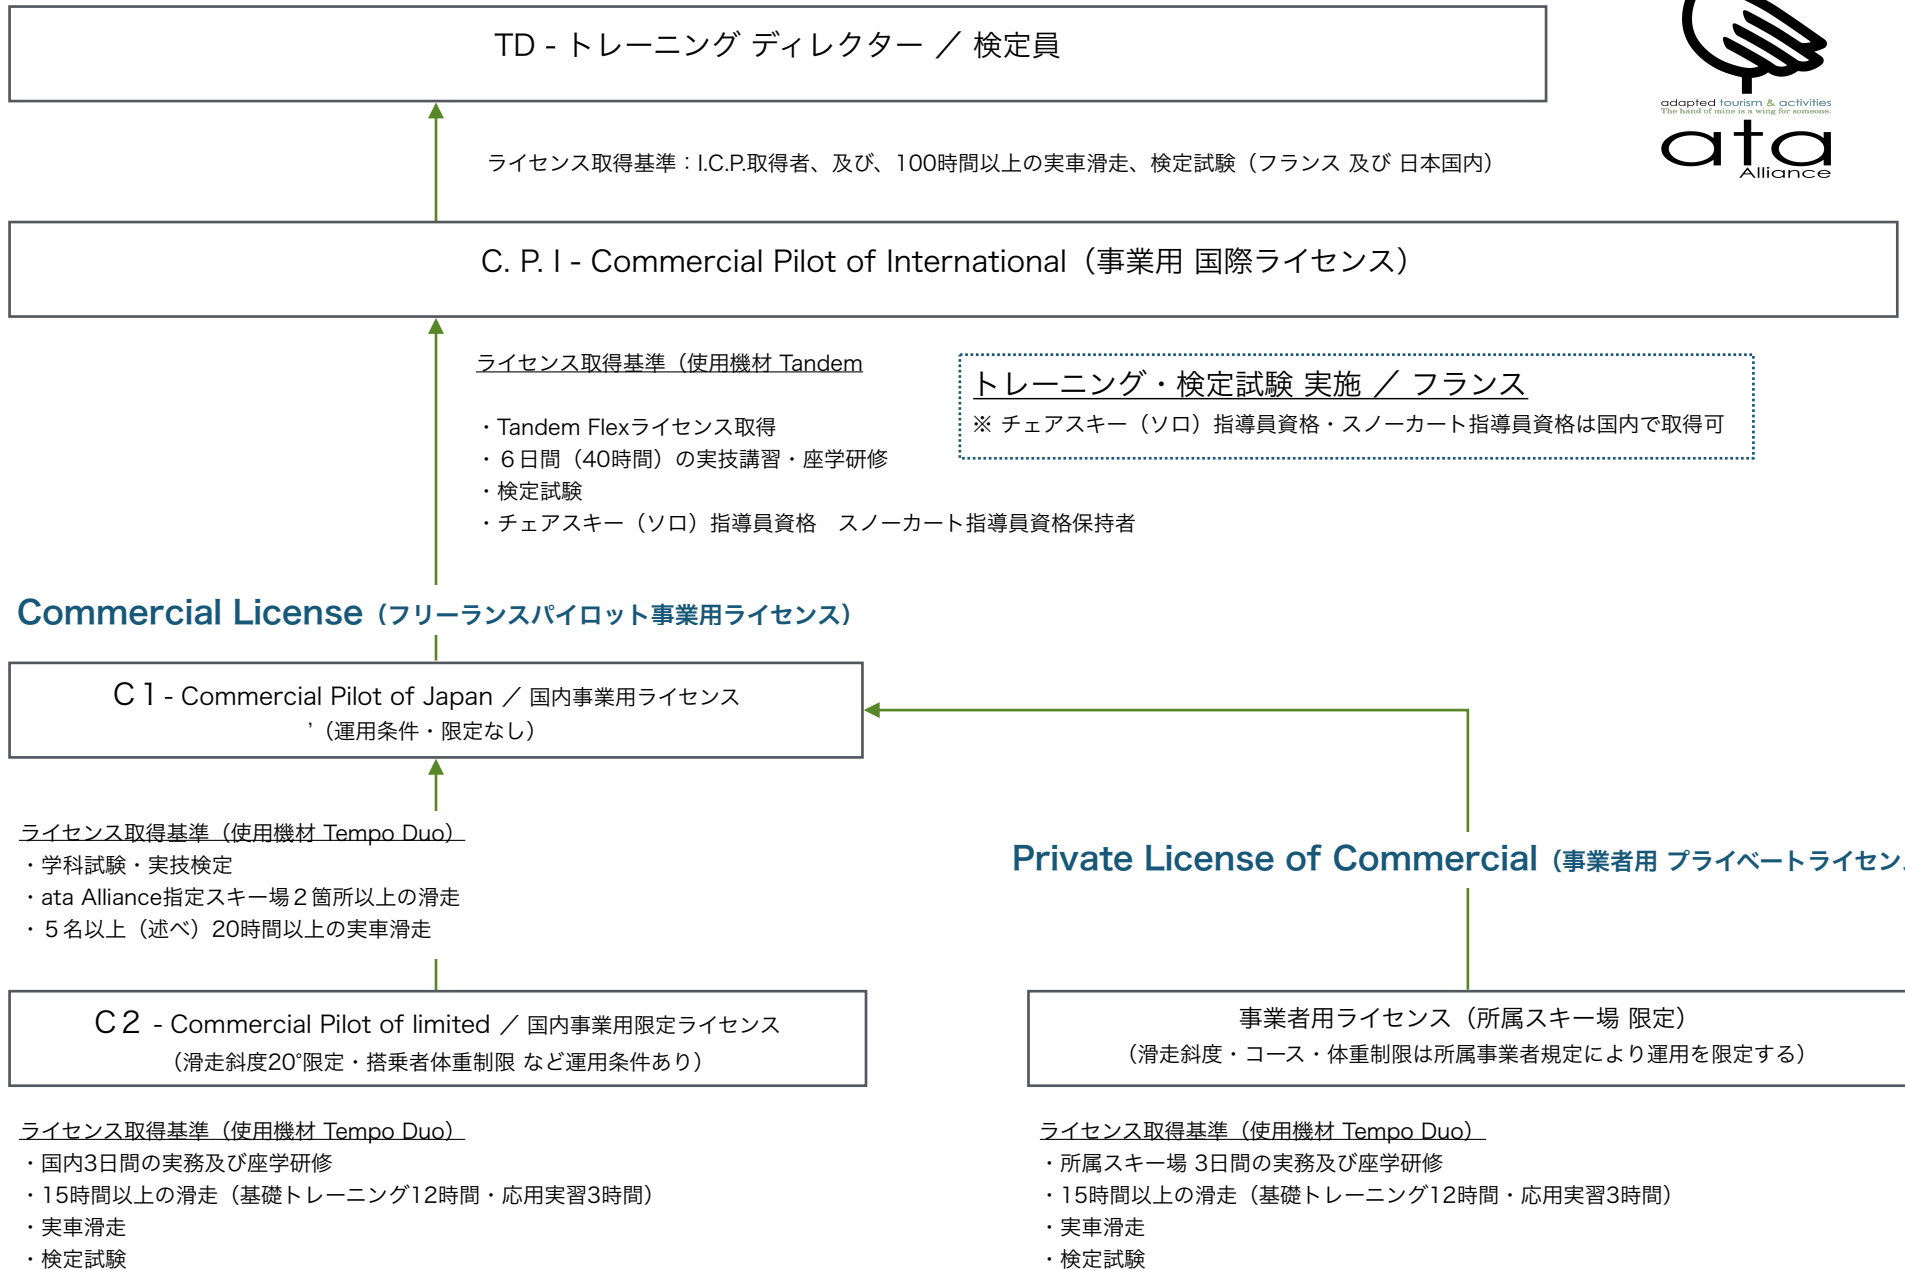 TD - トレーニング ディレクター ／ 検定員
adapted tourism & activities
The hand of mine is a wing for someone.
ata
Alliance
ライセンス取得基準：I.C.P.取得者、及び、100時間以上の実車滑走、検定試験（フランス 及び 日本国内）
C. P. I - Commercial Pilot of International（事業用 国際ライセンス）
ライセンス取得基準（使用機材 Tandem
・Tandem Flexライセンス取得
・６日間（40時間）の実技講習・座学研修
・検定試験
・チェアスキー（ソロ）指導員資格　スノーカート指導員資格保持者
トレーニング・検定試験 実施 ／ フランス
※ チェアスキー（ソロ）指導員資格・スノーカート指導員資格は国内で取得可
Commercial License（フリーランスパイロット事業用ライセンス）
C１- Commercial Pilot of Japan ／ 国内事業用ライセンス
’（運用条件・限定なし）
ライセンス取得基準（使用機材 Tempo Duo）
・学科試験・実技検定
・ata Alliance指定スキー場２箇所以上の滑走
・５名以上（述べ）20時間以上の実車滑走
Private License of Commercial（事業者用 プライベートライセン
C２ - Commercial Pilot of limited ／ 国内事業用限定ライセンス
（滑走斜度20°限定・搭乗者体重制限 など運用条件あり）
事業者用ライセンス（所属スキー場 限定）
（滑走斜度・コース・体重制限は所属事業者規定により運用を限定する）
ライセンス取得基準（使用機材 Tempo Duo）
・国内3日間の実務及び座学研修
・15時間以上の滑走（基礎トレーニング12時間・応用実習3時間）
・実車滑走
・検定試験
ライセンス取得基準（使用機材 Tempo Duo）
・所属スキー場 3日間の実務及び座学研修
・15時間以上の滑走（基礎トレーニング12時間・応用実習3時間）
・実車滑走
・検定試験